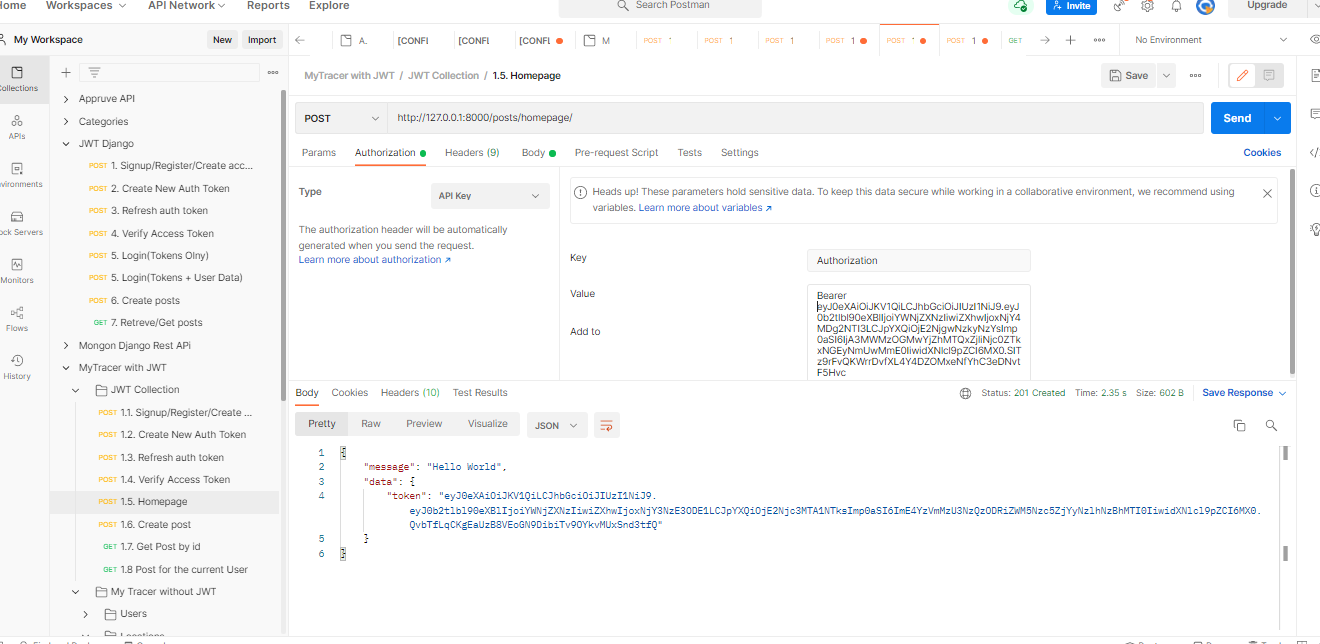 Home Workspaces API Network Reports Explore Search Postman Invite Upgrade
My Workspace New Import A. [CONFI [CONFL [CONFL M POST POST 1 POST 1 POST 1 POST POST 1 GET No Environment
Collections
APIs
Environments
Mock Servers
Monitors
Flows
History
Appruve API
Categories
JWT Django
POST 1. Signup/Register/Create acc...
POST 2. Create New Auth Token
POST 3. Refresh auth token
POST 4. Verify Access Token
POST 5. Login(Tokens Olny)
POST 5. Login(Tokens + User Data)
POST 6. Create posts
GET 7. Retreve/Get posts
Mongon Django Rest APi
MyTracer with JWT
JWT Collection
POST 1.1. Signup/Register/Create ...
POST 1.2. Create New Auth Token
POST 1.3. Refresh auth token
POST 1.4. Verify Access Token
POST 1.5. Homepage
POST 1.6. Create post
GET 1.7. Get Post by id
GET 1.8 Post for the current User
My Tracer without JWT
Users
Locations
MyTracer with JWT / JWT Collection / 1.5. Homepage Save
POST http://127.0.0.1:8000/posts/homepage/ Send
Params Authorization Headers (9) Body Pre-request Script Tests Settings Cookies
Type API Key
The authorization header will be automatically
generated when you send the request.
Learn more about authorization ↗
Heads up! These parameters hold sensitive data. To keep this data secure while working in a collaborative environment, we recommend using
variables. Learn more about variables ↗
Key Authorization
Value Bearer
Add to
F5Hvc
Body Cookies Headers (10) Test Results Status: 201 Created Time: 2.35 s Size: 602 B Save Response
Pretty Raw Preview Visualize JSON
1 {
2 "message": "Hello World",
3 "data": {
4 "token": "eyJ0eXAiOiJKV1QiLCJhbGciOiJIUzI1NiJ9.
5 }
6 }